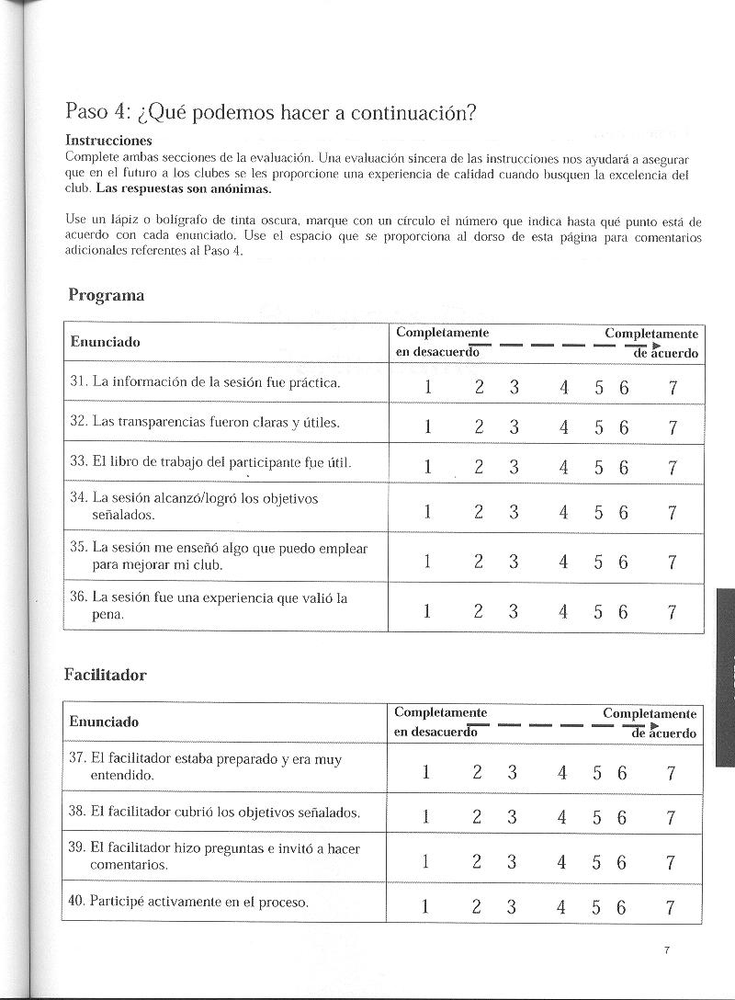 Paso 4: ¿Qué podemos hacer a continuación?
Instrucciones
Complete ambas secciones de la evaluación. Una evaluación sincera de las instrucciones nos ayudará a asegurar
que en el futuro a los clubes se les proporcione una experiencia de calidad cuando busquen la excelencia del
club. Las respuestas son anónimas.
Use un lápiz o bolígrafo de tinta oscura, marque con un círculo el número que indica hasta qué punto está de
acuerdo con cada enunciado. Use el espacio que se proporciona al dorso de esta página para comentarios
adicionales referentes al Paso 4.
Programa
Enunciado
Completamente Completamente
en desacuerdo de acuerdo
31. La información de la sesión fue práctica. 1 2 3 4 5 6 7
32. Las transparencias fueron claras y útiles. 1 2 3 4 5 6 7
33. El libro de trabajo del participante fue útil. 1 2 3 4 5 6 7
34. La sesión alcanzó/logró los objetivos
señalados. 1 2 3 4 5 6 7
35. La sesión me enseñó algo que puedo emplear
para mejorar mi club. 1 2 3 4 5 6 7
36. La sesión fue una experiencia que valió la
pena. 1 2 3 4 5 6 7
Facilitador
Enunciado
Completamente Completamente
en desacuerdo de acuerdo
37. El facilitador estaba preparado y era muy
entendido. 1 2 3 4 5 6 7
38. El facilitador cubrió los objetivos señalados. 1 2 3 4 5 6 7
39. El facilitador hizo preguntas e invitó a hacer
comentarios. 1 2 3 4 5 6 7
40. Participé activamente en el proceso. 1 2 3 4 5 6 7
7